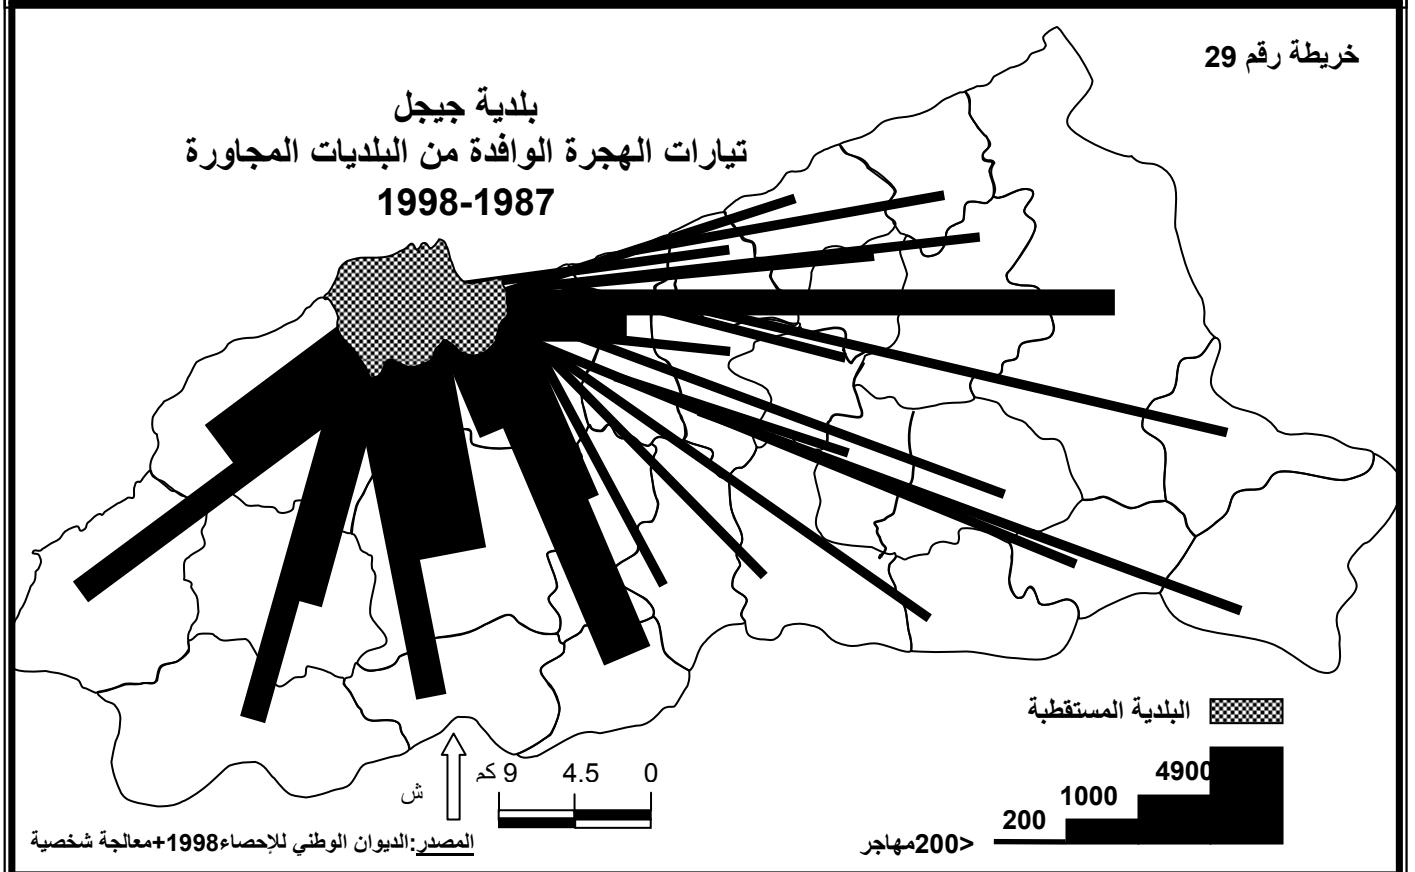 خريطة رقم 29
بلدية جيجل
تيارات الهجرة الوافدة من البلديات المجاورة
1998-1987
البلدية المستقطبة
4900
1000
200
<200مهاجر
0 4.5 9 كم
ش
المصدر:الديوان الوطني للإحصاء1998+معالجة شخصية